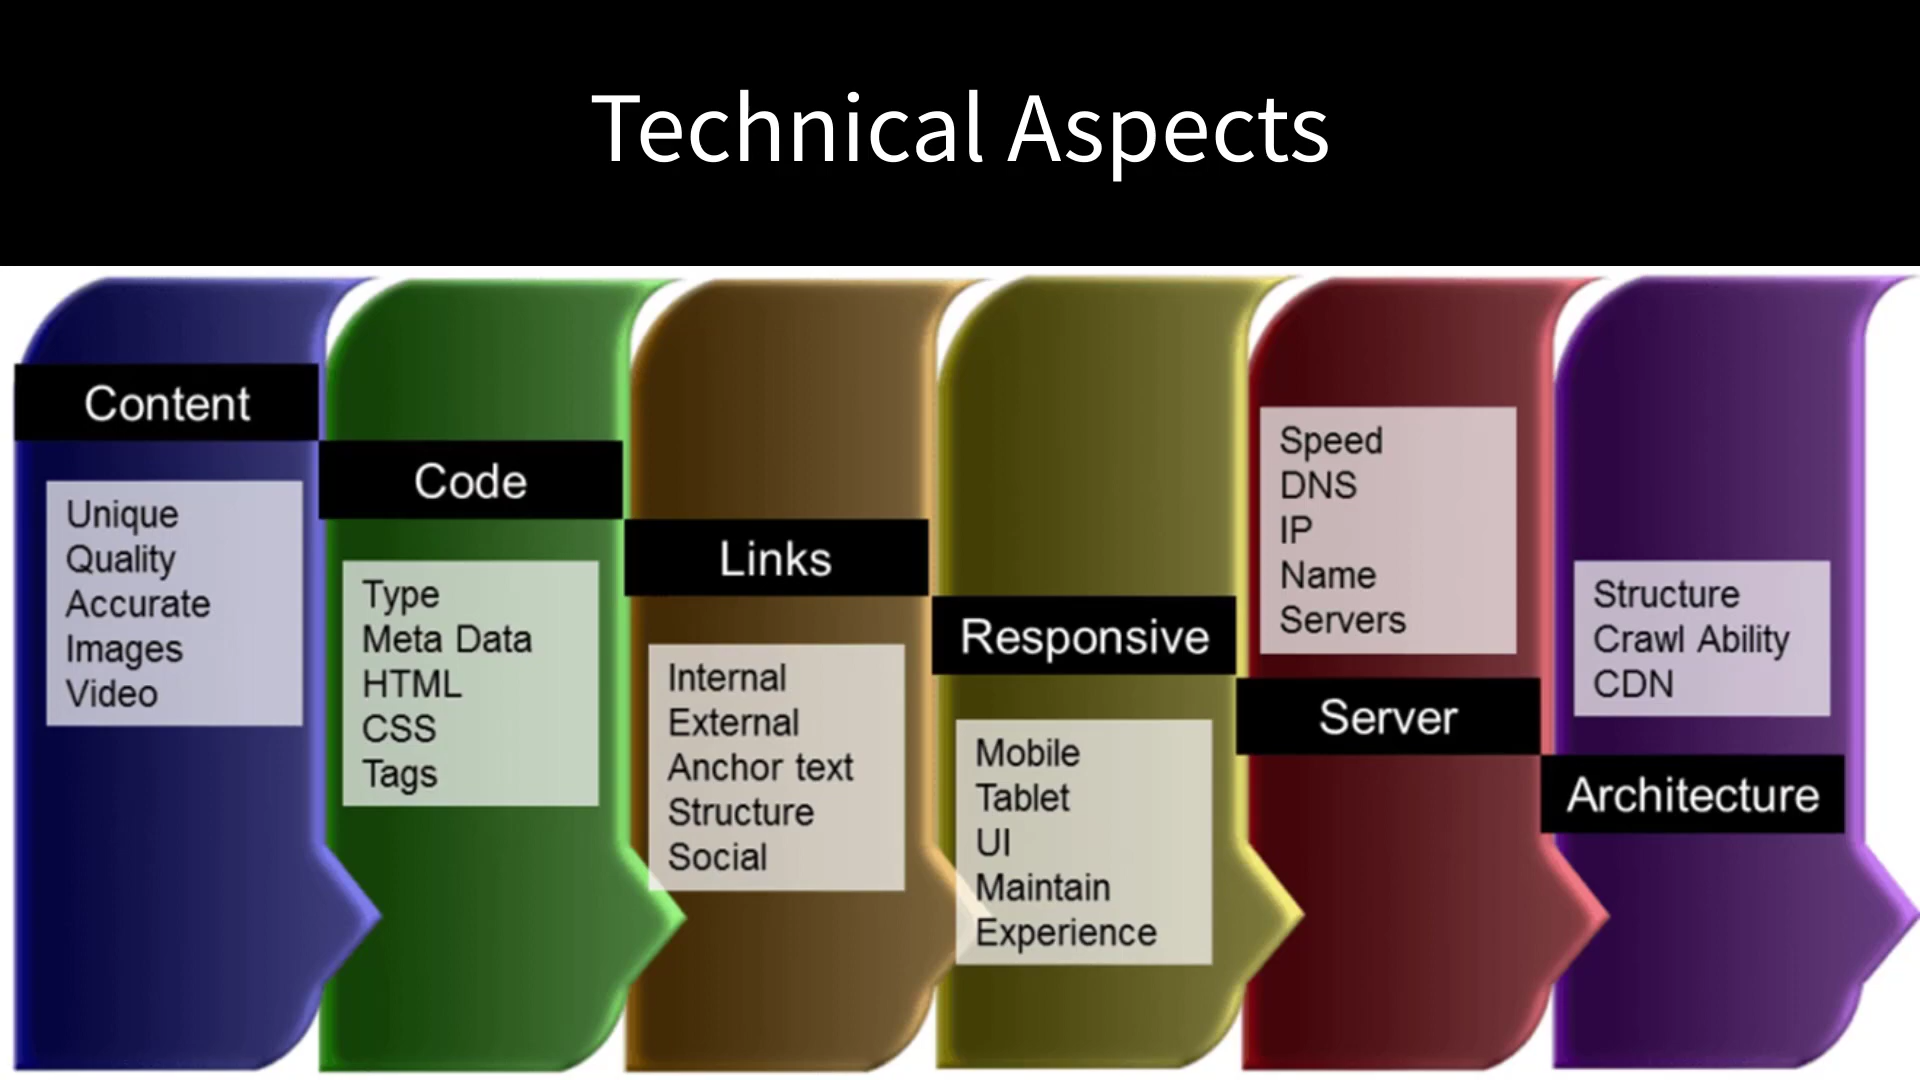 Technical Aspects
Content
Unique
Quality
Accurate
Images
Video
Code
Type
Meta Data
HTML
CSS
Tags
Links
Internal
External
Anchor text
Structure
Social
Responsive
Mobile
Tablet
UI
Maintain
Experience
Speed
DNS
IP
Name
Servers
Server
Structure
Crawl Ability
CDN
Architecture